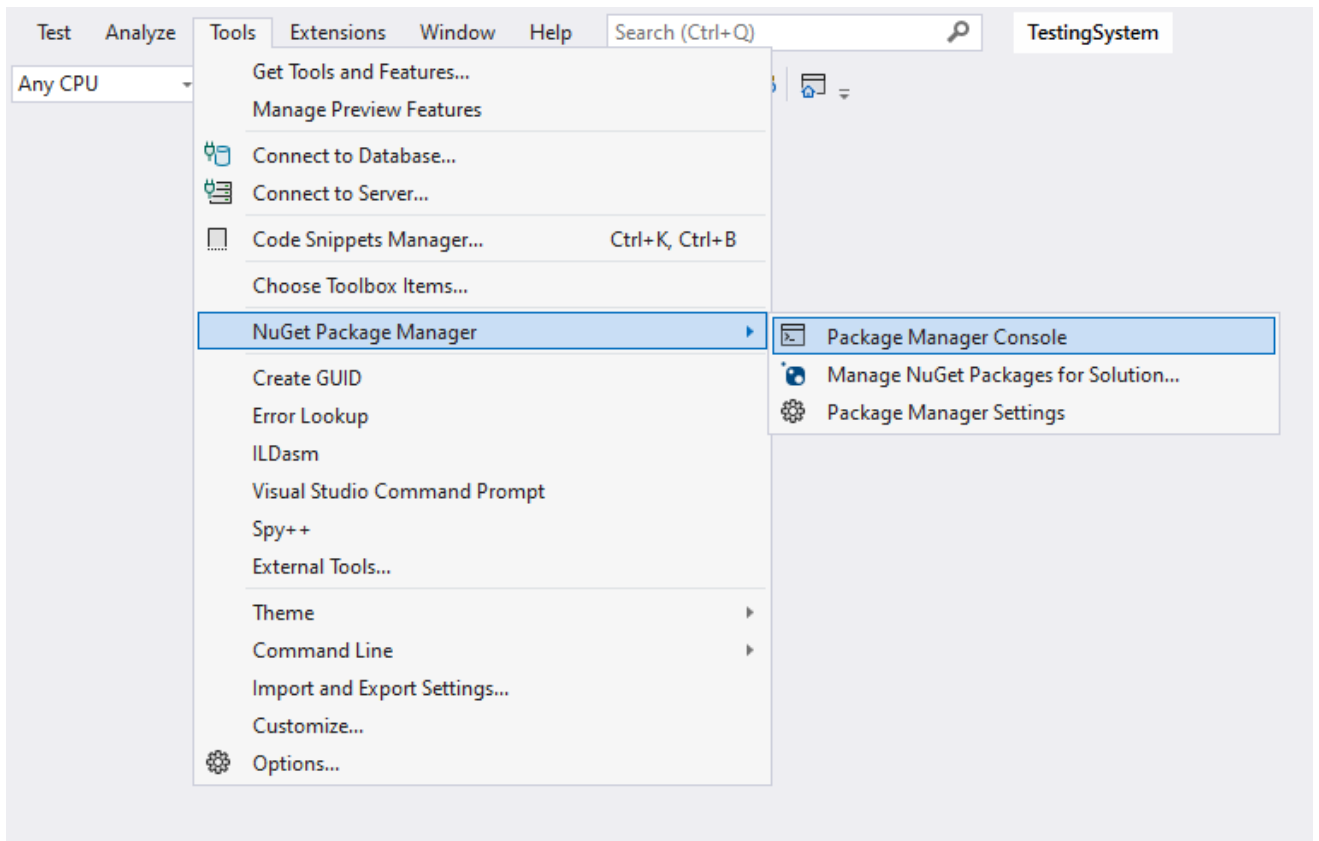 Test Analyze Tools Extensions Window Help Search (Ctrl+Q) TestingSystem
Any CPU
Get Tools and Features...
Manage Preview Features
Connect to Database...
Connect to Server...
Code Snippets Manager... Ctrl+K, Ctrl+B
Choose Toolbox Items...
NuGet Package Manager
Package Manager Console
Manage NuGet Packages for Solution...
Package Manager Settings
Create GUID
Error Lookup
ILDasm
Visual Studio Command Prompt
Spy++
External Tools...
Theme
Command Line
Import and Export Settings...
Customize...
Options...